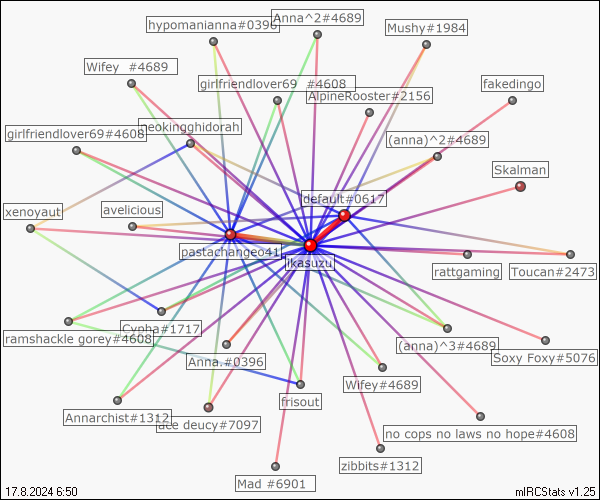 hypomanianna#0396
Anna^2#4689
Mushy#1984
Wifey #4689
girlfriendlover69 #4608
fakedingo
AlpineRooster#2156
girlfriendlover69#4608
neokingghidorah
(anna)^2#4689
Skalman
default#0617
xenoyaut
avelicious
pastachangeo41
ikasuzu
rattgaming
Toucan#2473
ramshackle gorey#4608
Cypha#1717
Anna.#0396
(anna)^3#4689
Soxy Foxy#5076
Wifey#4689
frisout
Annarchist#1312
ace deucy#7097
no cops no laws no hope#4608
zibbits#1312
Mad #6901
17.8.2024 6:50
mIRCStats v1.25